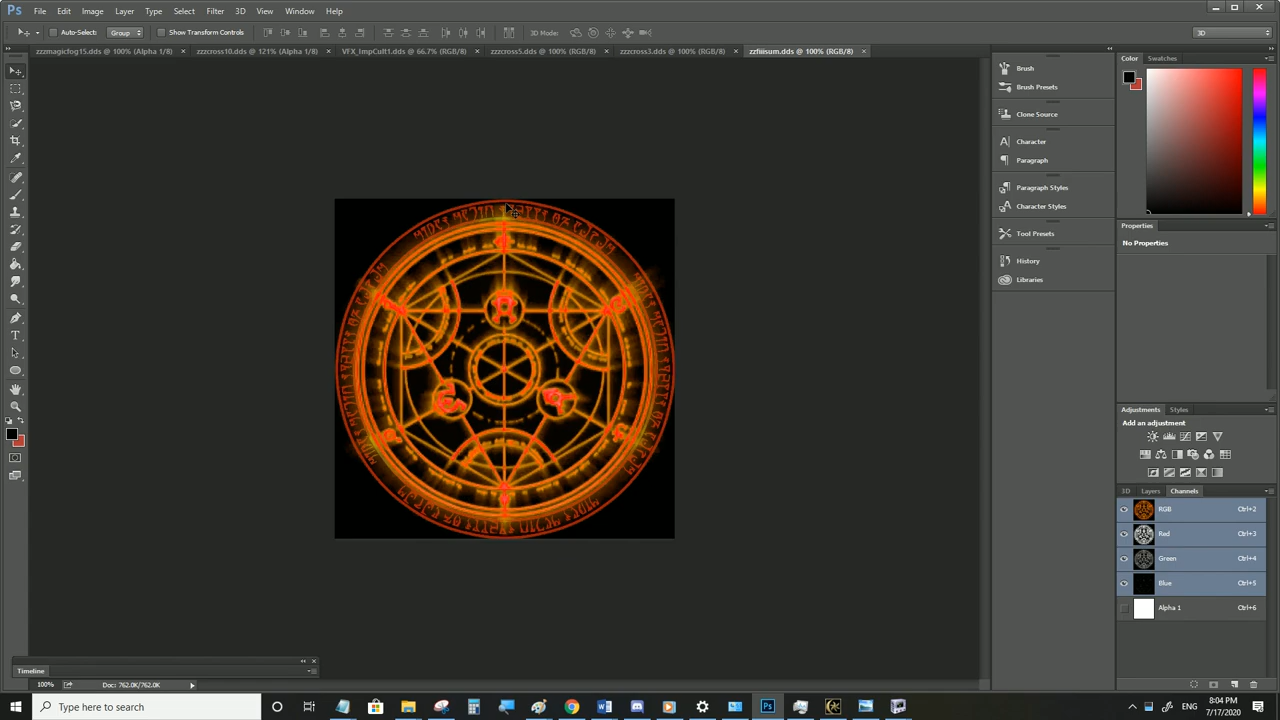 Ps File Edit Image Layer Type Select Filter 3D View Window Help
Auto-Select: Group Show Transform Controls 3D Mode: 3D
zzzmagicfog15.dds @ 100% (Alpha 1/8) × zzzcross10.dds @ 121% (Alpha 1/8) × VFX_ImpCult1.dds @ 66.7% (RGB/8) × zzzcross5.dds @ 100% (RGB/8) × zzzcross3.dds @ 100% (RGB/8) × zzfiiisum.dds @ 100% (RGB/8) ×
Brush
Brush Presets
Clone Source
Character
Paragraph
Paragraph Styles
Character Styles
Tool Presets
History
Libraries
Color Swatches
Properties
No Properties
Adjustments Styles
Add an adjustment
3D Layers Channels
RGB Ctrl+2
Red Ctrl+3
Green Ctrl+4
Blue Ctrl+5
Alpha 1 Ctrl+6
Timeline
100% Doc: 762.0K/762.0K
Type here to search
ENG 8:04 PM
7/17/2020